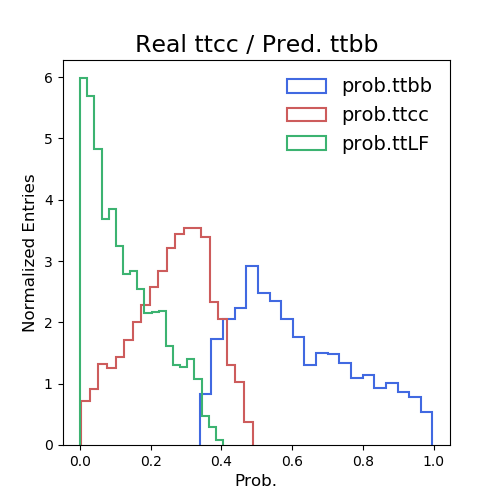 Real ttcc / Pred. ttbb
prob.ttbb
prob.ttcc
prob.ttLF
Normalized Entries
6
5
4
3
2
1
0
0.0 0.2 0.4 0.6 0.8 1.0
Prob.